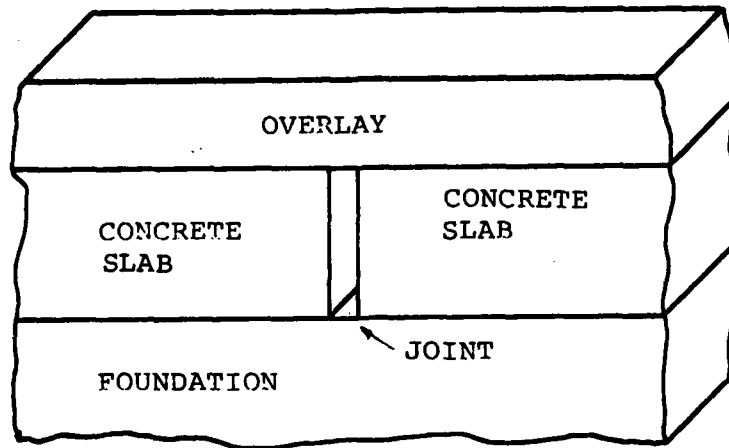 OVERLAY
CONCRETE
SLAB
CONCRETE
SLAB
JOINT
FOUNDATION